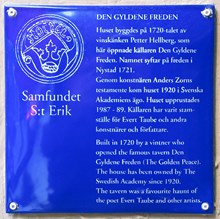 DEN GYLDENE FREDEN
Huset byggdes på 1720-talet av
vinskänken Petter Hellberg, som
här öppnade källaren Den Gyldene
Freden. Namnet syftar på freden i
Nystad 1721.
Genom konstnären Anders Zorns
testamente kom huset 1920 i Svenska
Akademiens ägo. Huset upprustades
1987 - 89. Källaren har varit stam-
ställe för Evert Taube och andra
konstnärer och författare.
Built in 1720 by a vintner who
opened the famous tavern Den
Gyldene Freden (The Golden Peace).
The house has been owned by The
Swedish Academy since 1920.
The tavern was a favourite haunt of
the poet Evert Taube and other artists.
Samfundet
S:t Erik